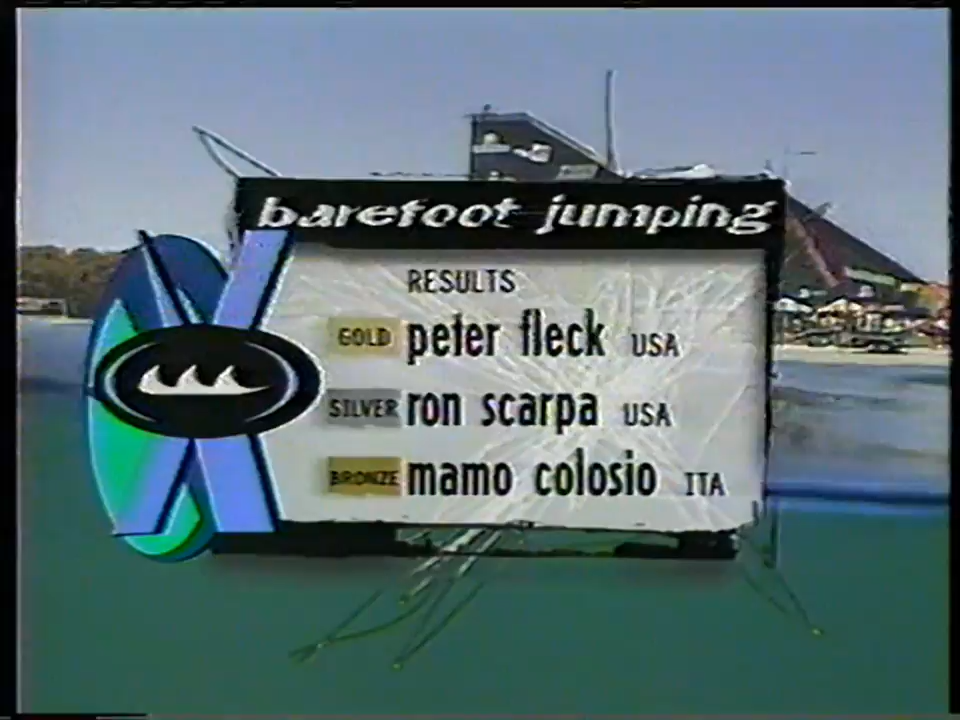 barefoot jumping
RESULTS
GOLD peter fleck USA
SILVER ron scarpa USA
BRONZE mamo colosio ITA